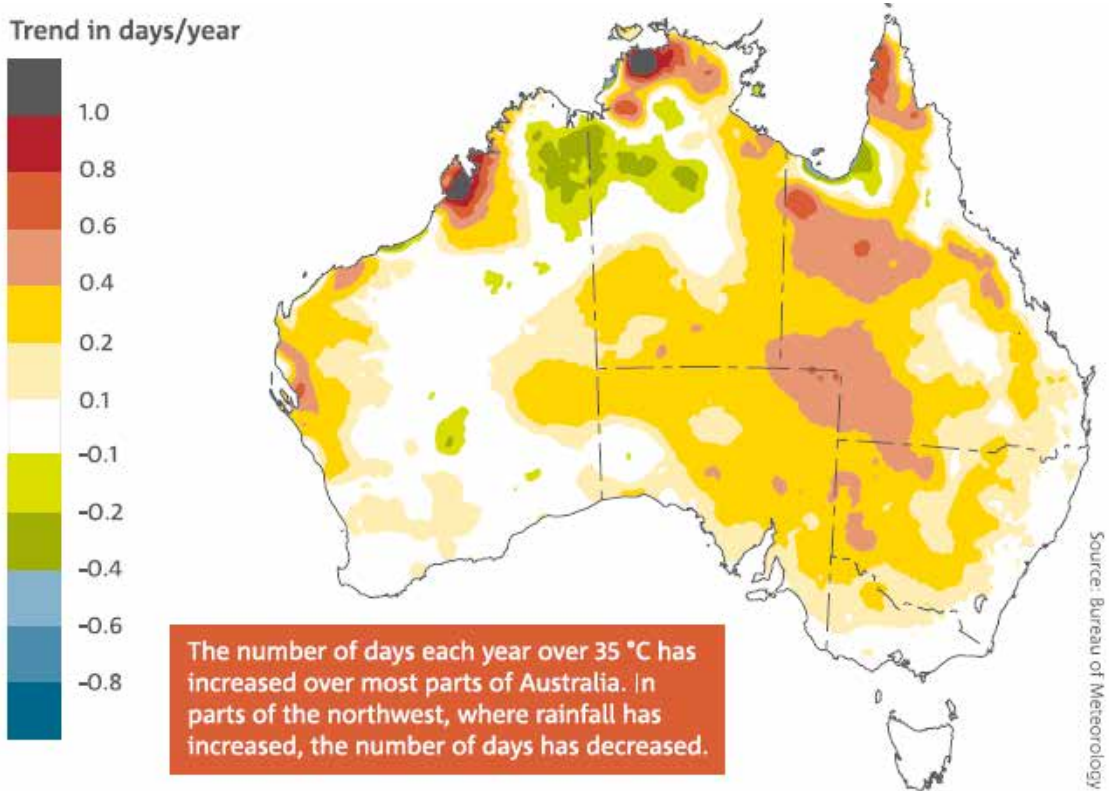 Trend in days/year
1.0
0.8
0.6
0.4
0.2
0.1
–0.1
–0.2
–0.4
–0.6
–0.8
The number of days each year over 35 °C has
increased over most parts of Australia. In
parts of the northwest, where rainfall has
increased, the number of days has decreased.
Source: Bureau of Meteorology